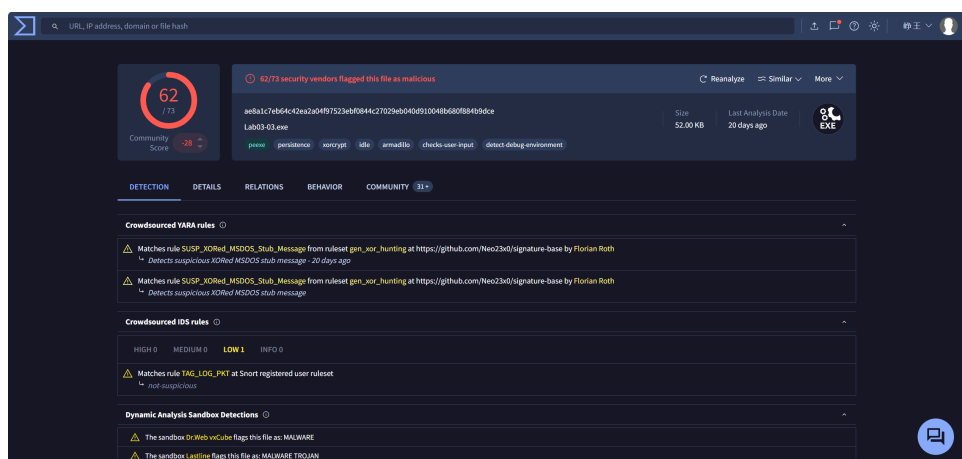 URL, IP address, domain or file hash
峥 王
62
/ 73
Community
Score
-28
62/73 security vendors flagged this file as malicious
Reanalyze
Similar
More
ae8a1c7eb64c42ea2a04f97523ebf0844c27029eb040d910048b680f884b9dce
Lab03-03.exe
Size
52.00 KB
Last Analysis Date
20 days ago
EXE
peexe persistence xorcrypt idle armadillo checks-user-input detect-debug-environment
DETECTION DETAILS RELATIONS BEHAVIOR COMMUNITY 31+
Crowdsourced YARA rules
Matches rule SUSP_XORed_MSDOS_Stub_Message from ruleset gen_xor_hunting at https://github.com/Neo23x0/signature-base by Florian Roth
Detects suspicious XORed MSDOS stub message - 20 days ago
Matches rule SUSP_XORed_MSDOS_Stub_Message from ruleset gen_xor_hunting at https://github.com/Neo23x0/signature-base by Florian Roth
Detects suspicious XORed MSDOS stub message
Crowdsourced IDS rules
HIGH 0 MEDIUM 0 LOW 1 INFO 0
Matches rule TAG_LOG_PKT at Snort registered user ruleset
not-suspicious
Dynamic Analysis Sandbox Detections
The sandbox Dr.Web vxCube flags this file as: MALWARE
The sandbox Lastline flags this file as: MALWARE TROJAN